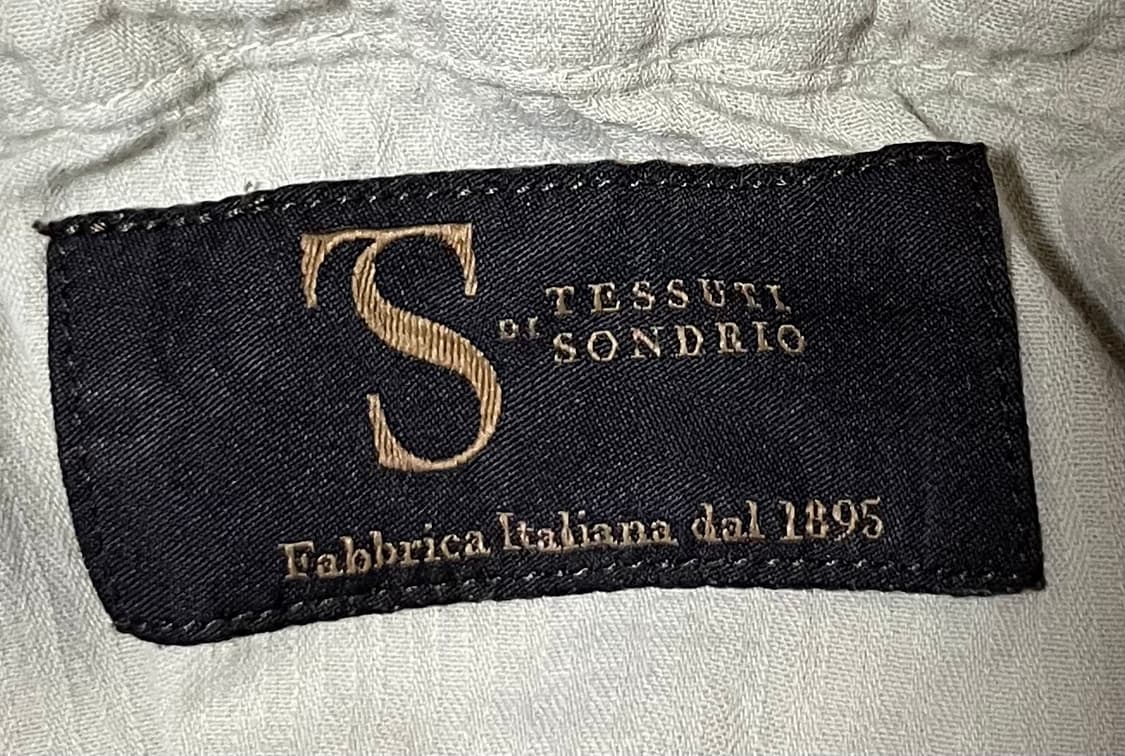 TS
TESSUTI
DI SONDRIO
Fabbrica Italiana dal 1895